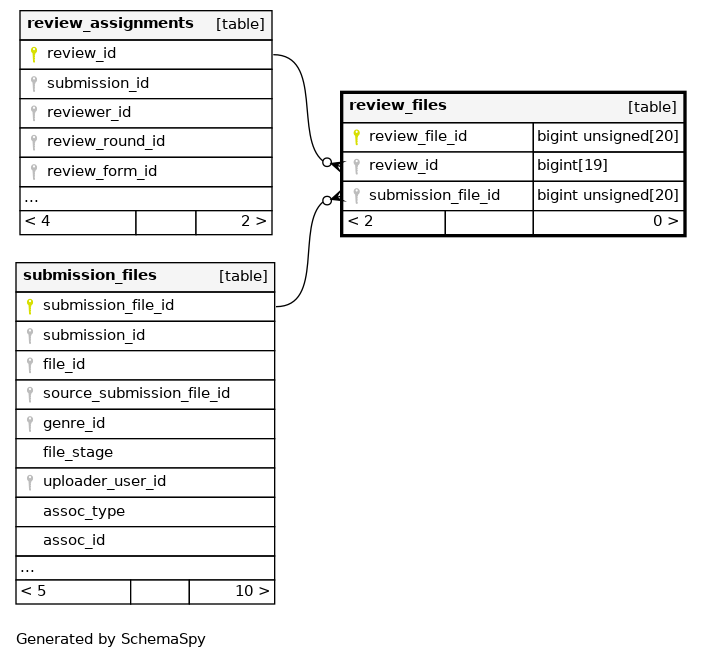 review_assignments [table]
review_id
submission_id
reviewer_id
review_round_id
review_form_id
...
< 4 2 >
review_files [table]
review_file_id bigint unsigned[20]
review_id bigint[19]
submission_file_id bigint unsigned[20]
< 2 0 >
submission_files [table]
submission_file_id
submission_id
file_id
source_submission_file_id
genre_id
file_stage
uploader_user_id
assoc_type
assoc_id
...
< 5 10 >
Generated by SchemaSpy